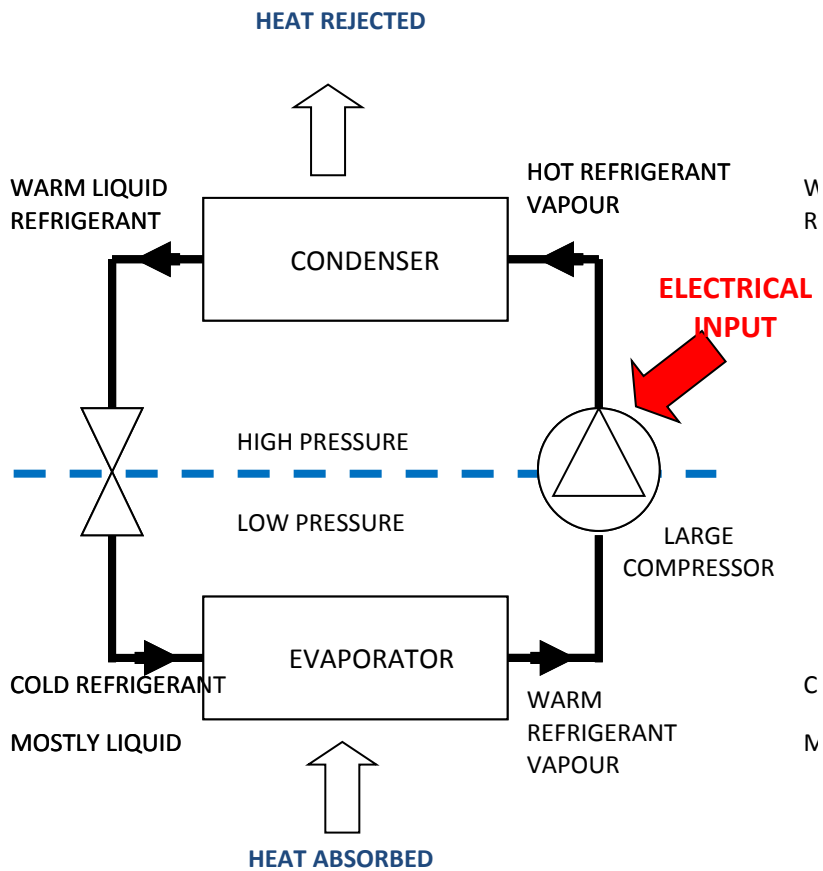 HEAT REJECTED
WARM LIQUID
REFRIGERANT
HOT REFRIGERANT
VAPOUR
W
R
CONDENSER
ELECTRICAL
INPUT
HIGH PRESSURE
LOW PRESSURE
LARGE
COMPRESSOR
EVAPORATOR
COLD REFRIGERANT
MOSTLY LIQUID
WARM
REFRIGERANT
VAPOUR
C
M
HEAT ABSORBED